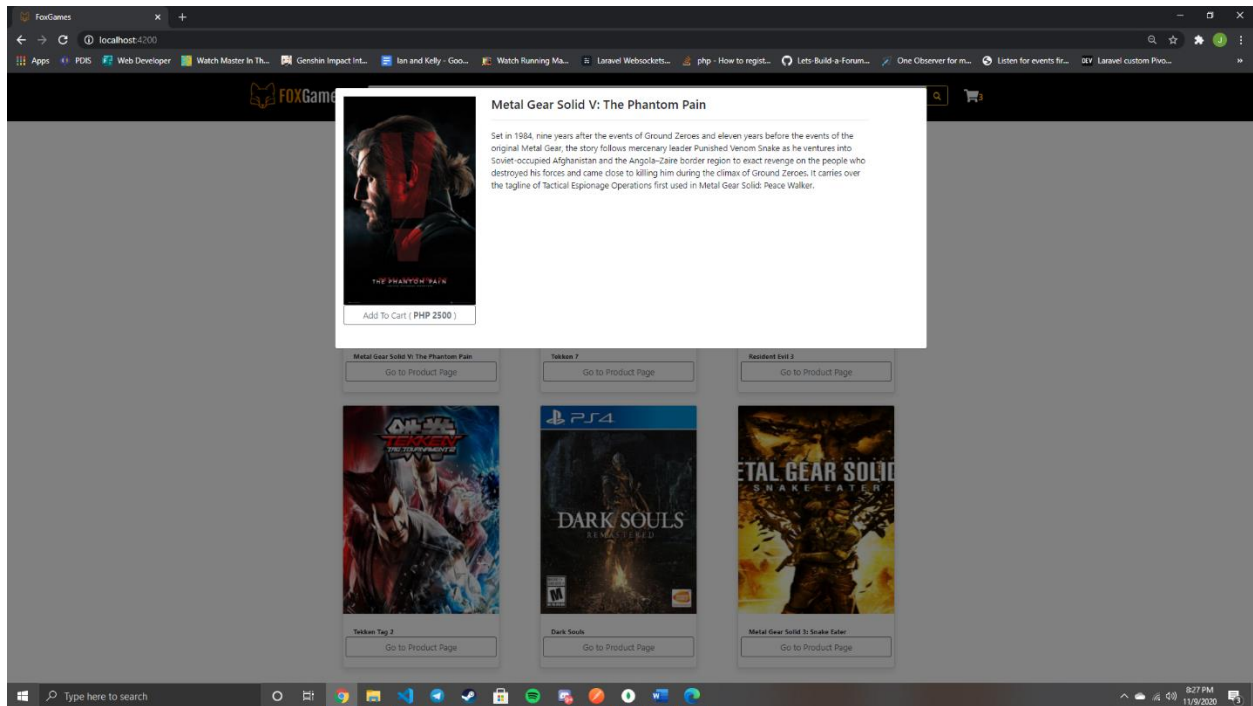 FoxGames
localhost:4200
Apps
PDIS
Web Developer
Watch Master In Th...
Genshin Impact Int...
Ian and Kelly - Goo...
Watch Running Ma...
Laravel Websockets...
php - How to regist...
Lets-Build-a-Forum...
One Observer for m...
Listen for events fir...
DEV Laravel custom Pivo...
J
FOXGame
3
Metal Gear Solid V: The Phantom Pain
Set in 1984, nine years after the events of Ground Zeroes and eleven years before the events of the
original Metal Gear, the story follows mercenary leader Punished Venom Snake as he ventures into
Soviet-occupied Afghanistan and the Angola–Zaire border region to exact revenge on the people who
destroyed his forces and came close to killing him during the climax of Ground Zeroes. It carries over
the tagline of Tactical Espionage Operations first used in Metal Gear Solid: Peace Walker.
V
THE PHANTOM PAIN
Add To Cart ( PHP 2500 )
Metal Gear Solid V: The Phantom Pain
Tekken 7
Resident Evil 3
Go to Product Page
Go to Product Page
Go to Product Page
TEKKEN
TAG TOURNAMENT 2
PS4
DARK SOULS
REMASTERED
M
ETAL GEAR SOLID
SNAKE EATER
Tekken Tag 2
Dark Souls
Metal Gear Solid 3: Snake Eater
Go to Product Page
Go to Product Page
Go to Product Page
Type here to search
8:27 PM
11/9/2020
3